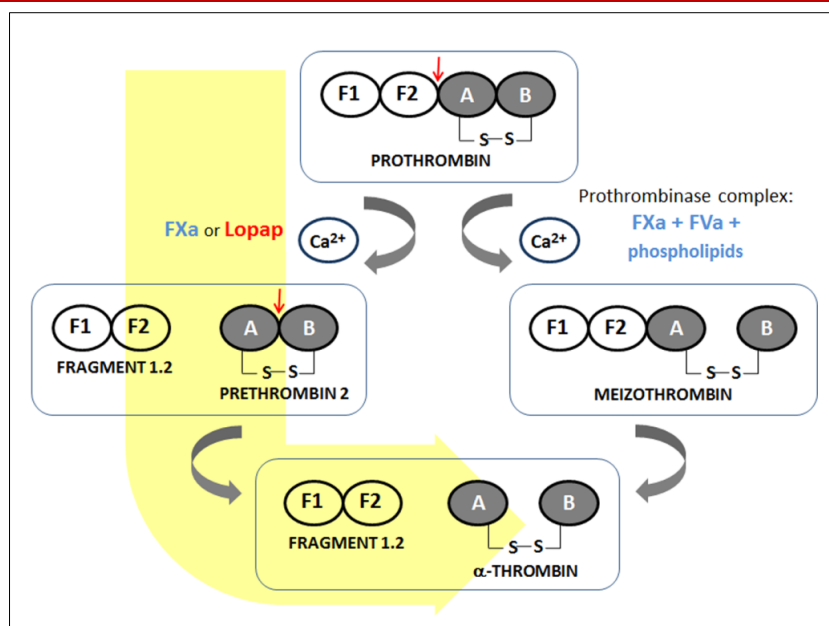 F1 F2 A B
S S
PROTHROMBIN
Prothrombinase complex:
FXa or Lopap
Ca2+
Ca2+
FXa + FVa +
phospholipids
F1 F2 A B
S S
FRAGMENT 1.2
PRETHROMBIN 2
F1 F2 A B
S S
MEIZOTHROMBIN
F1 F2 A B
S S
FRAGMENT 1.2
α-THROMBIN